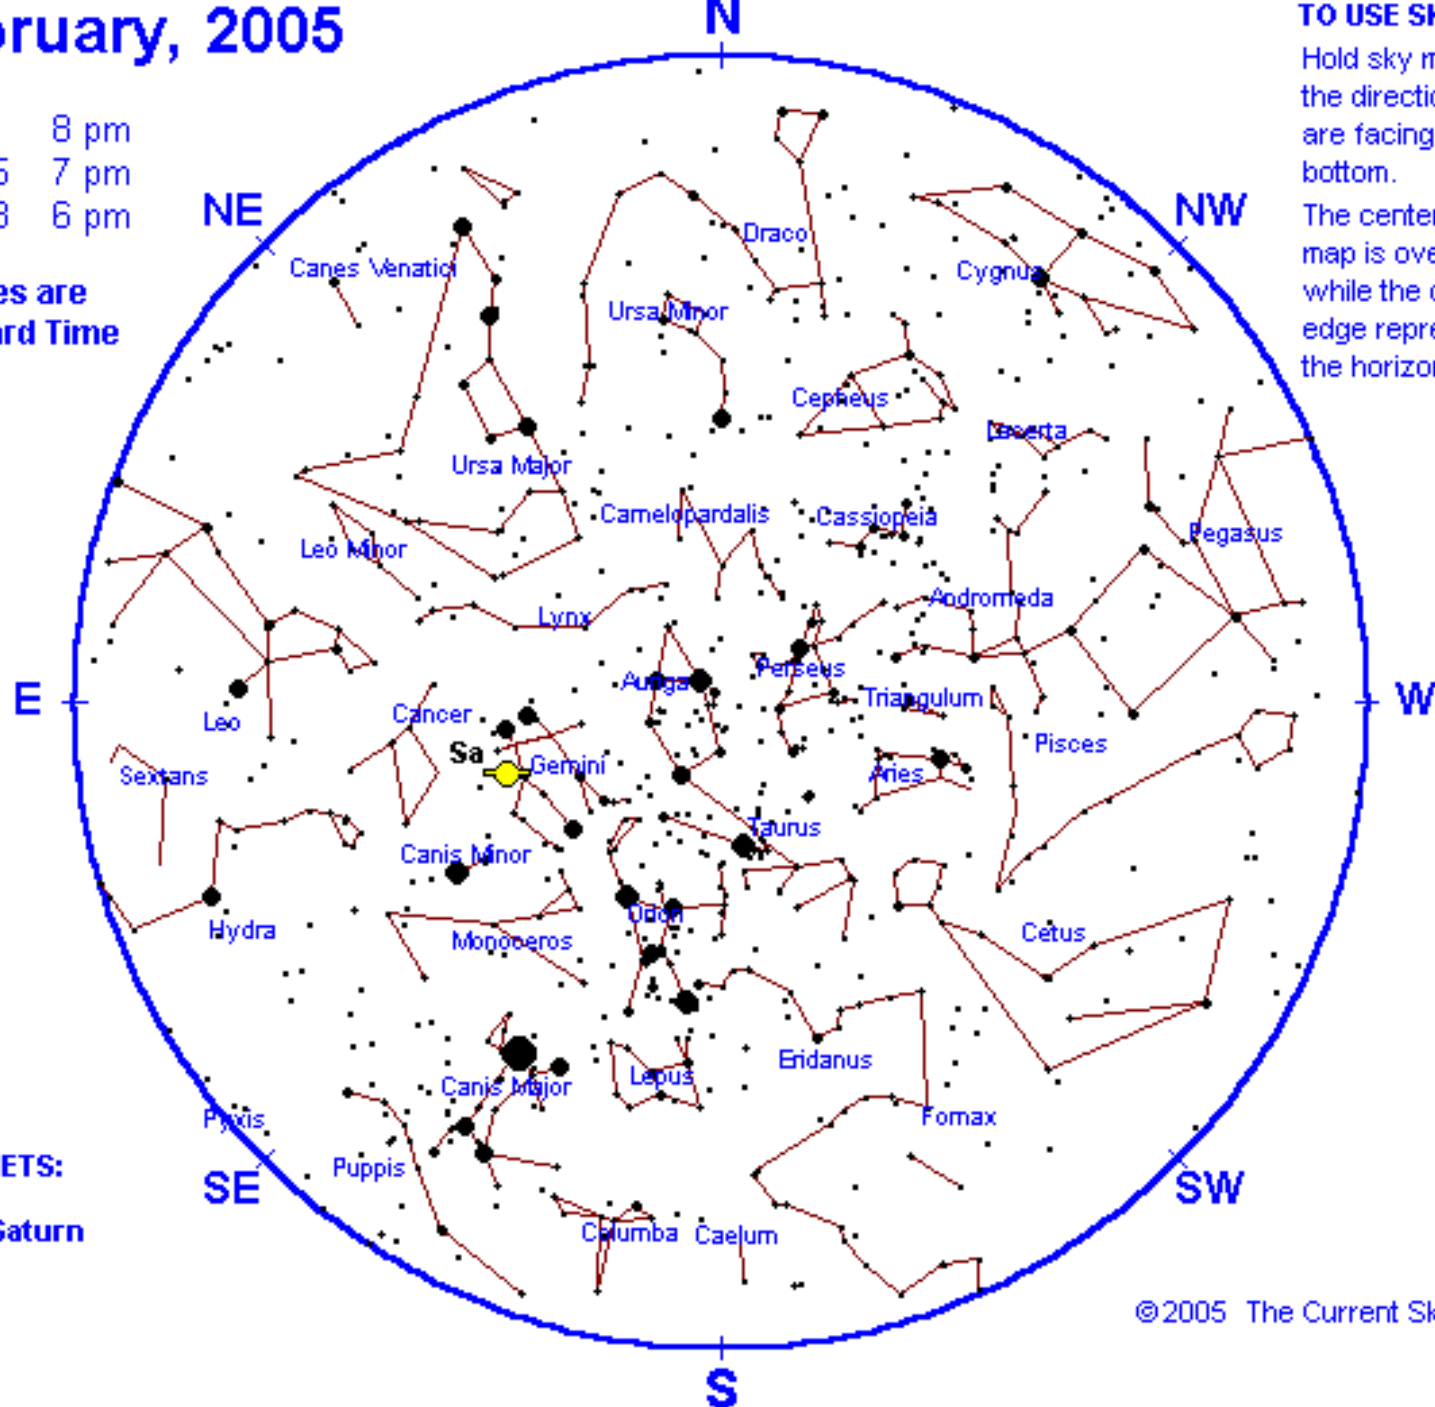 N
bruary, 2005
TO USE SK
Hold sky m
the directio
are facing
bottom.
The center
map is ove
while the o
edge repre
the horizon
8 pm
5 7 pm
8 6 pm
es are
ard Time
NE
NW
Draco
Canes Venatici
Cygnus
Ursa Minor
Cepheus
Lacerta
Ursa Major
Camelopardalis
Cassiopeia
Pegasus
Leo Minor
Andromeda
Lynx
Perseus
Auriga
Triangulum
E
W
Leo
Cancer
Pisces
Sa
Gemini
Sextans
Aries
Taurus
Canis Minor
Orion
Hydra
Monoceros
Cetus
Eridanus
Canis Major
Lepus
Pyxis
Fornax
ETS:
Puppis
SE
SW
Saturn
Columba
Caelum
©2005 The Current Sk
S